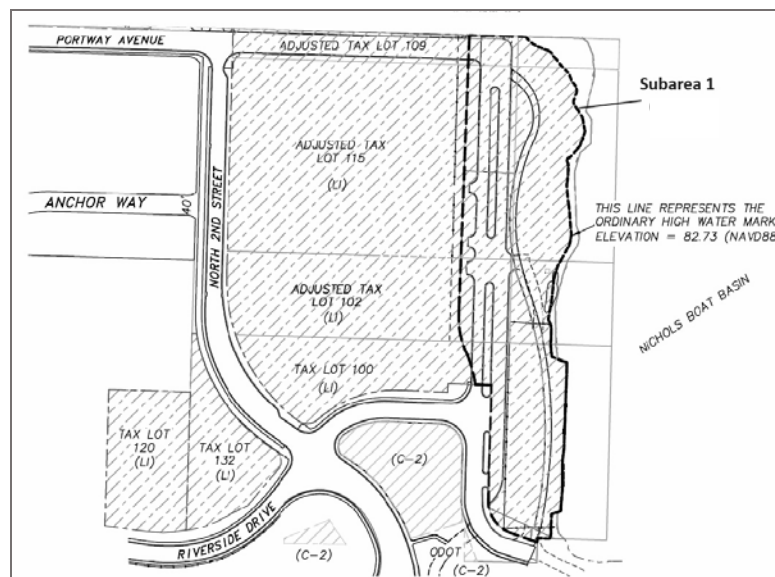 PORTWAY AVENUE
ADJUSTED TAX LOT 109
Subarea 1
ADJUSTED TAX
LOT 115
(LI)
ANCHOR WAY
40'
NORTH 2ND STREET
THIS LINE REPRESENTS THE
ORDINARY HIGH WATER MARK
ELEVATION = 82.73 (NAVD88
ADJUSTED TAX
LOT 102
(LI)
NICHOLS BOAT BASIN
TAX LOT 100
(LI)
TAX LOT
120
(LI)
TAX LOT
132
(LI)
(C-2)
RIVERSIDE DRIVE
(C-2)
ODOT
(C-2)